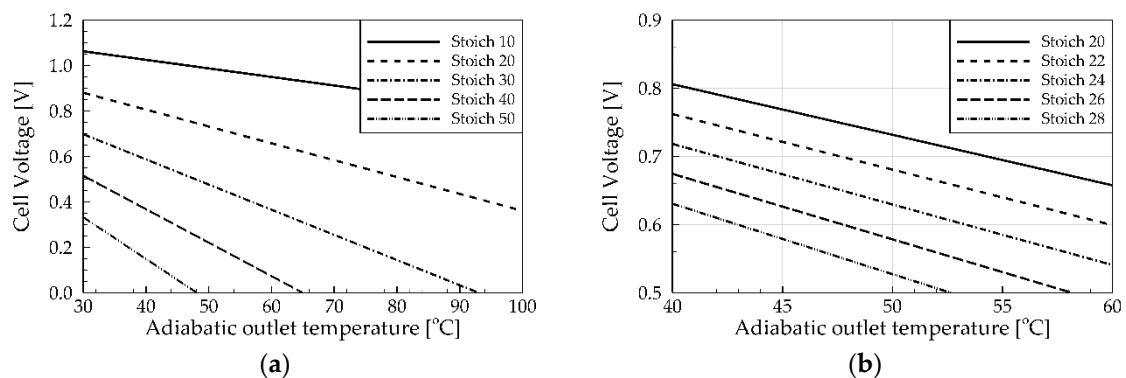 1.2
1.0
0.8
0.6
0.4
0.2
0.0
Cell Voltage [V]
Stoich 10
Stoich 20
Stoich 30
Stoich 40
Stoich 50
30 40 50 60 70 80 90 100
Adiabatic outlet temperature [°C]
(a)
0.9
0.8
0.7
0.6
0.5
Cell Voltage [V]
Stoich 20
Stoich 22
Stoich 24
Stoich 26
Stoich 28
40 45 50 55 60
Adiabatic outlet temperature [°C]
(b)